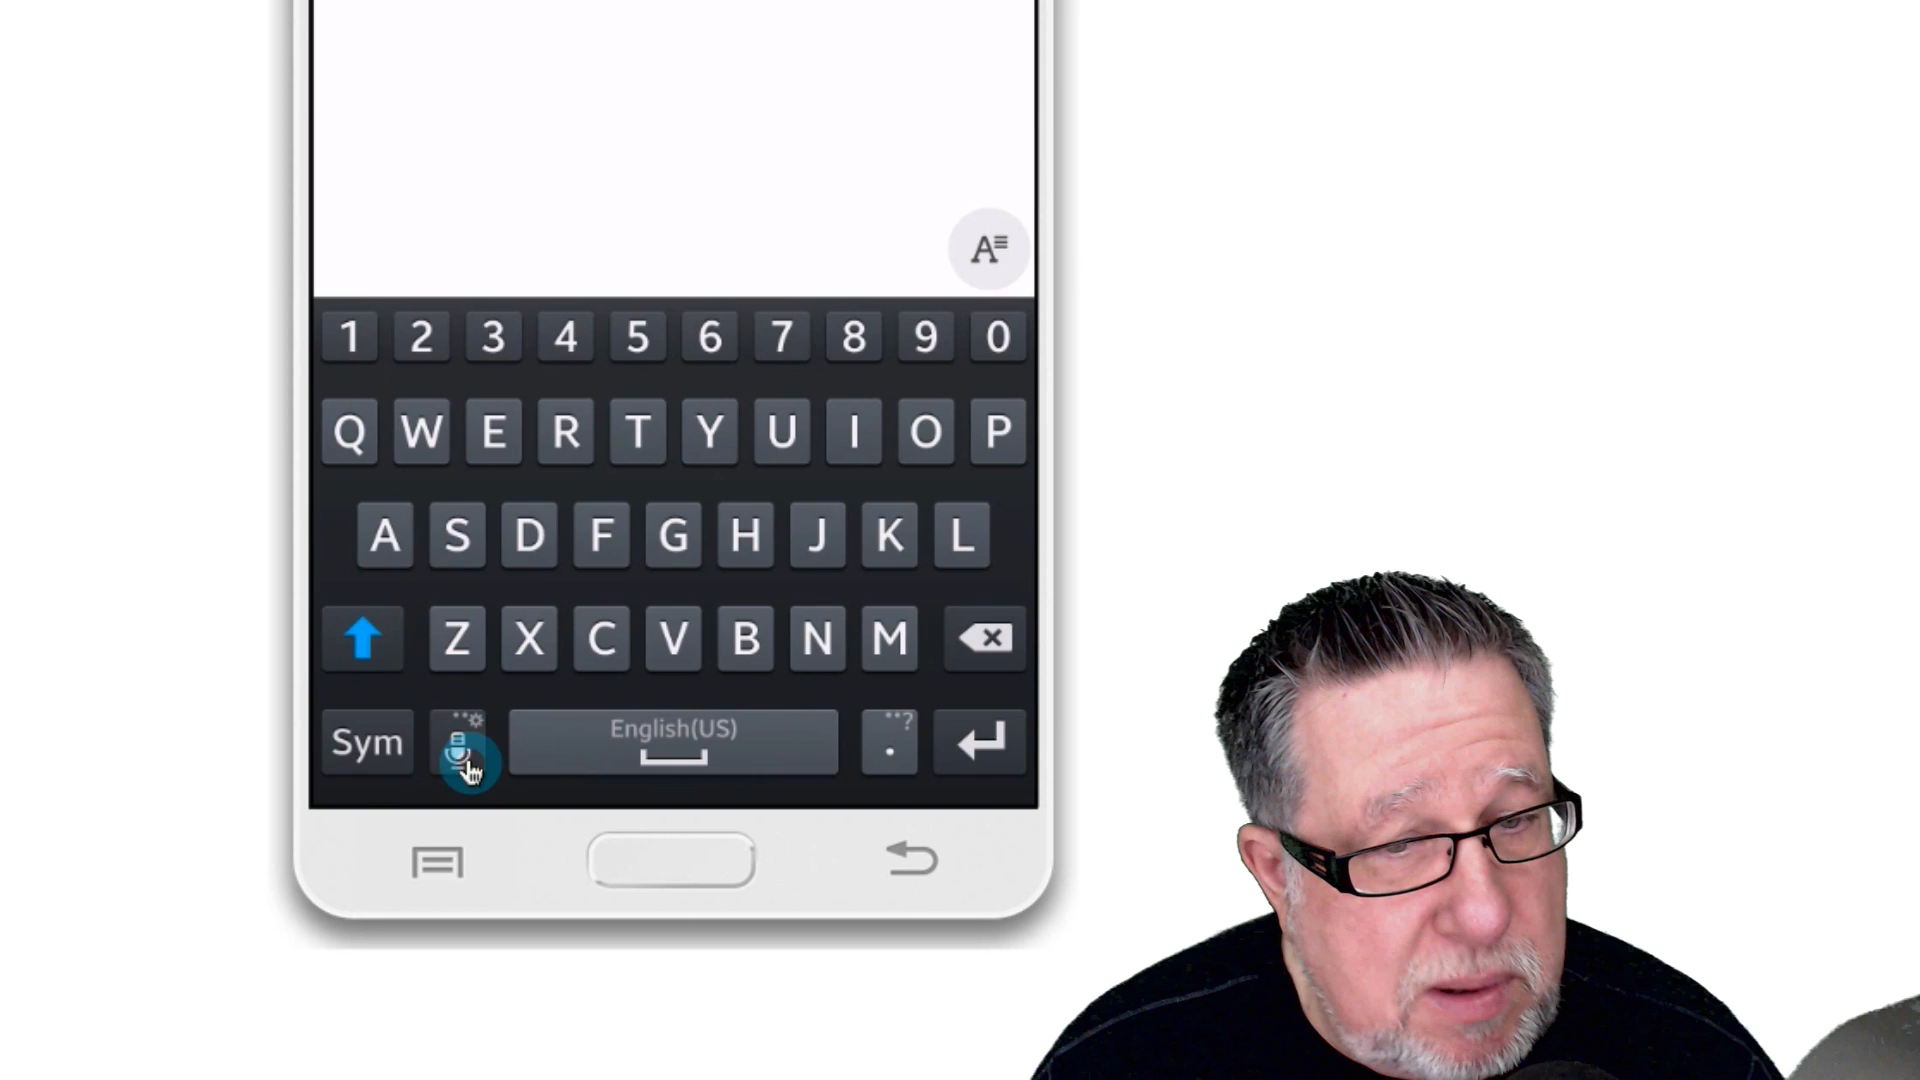 A
1 2 3 4 5 6 7 8 9 0
Q W E R T Y U I O P
A S D F G H J K L
Z X C V B N M
Sym English(US) . ?